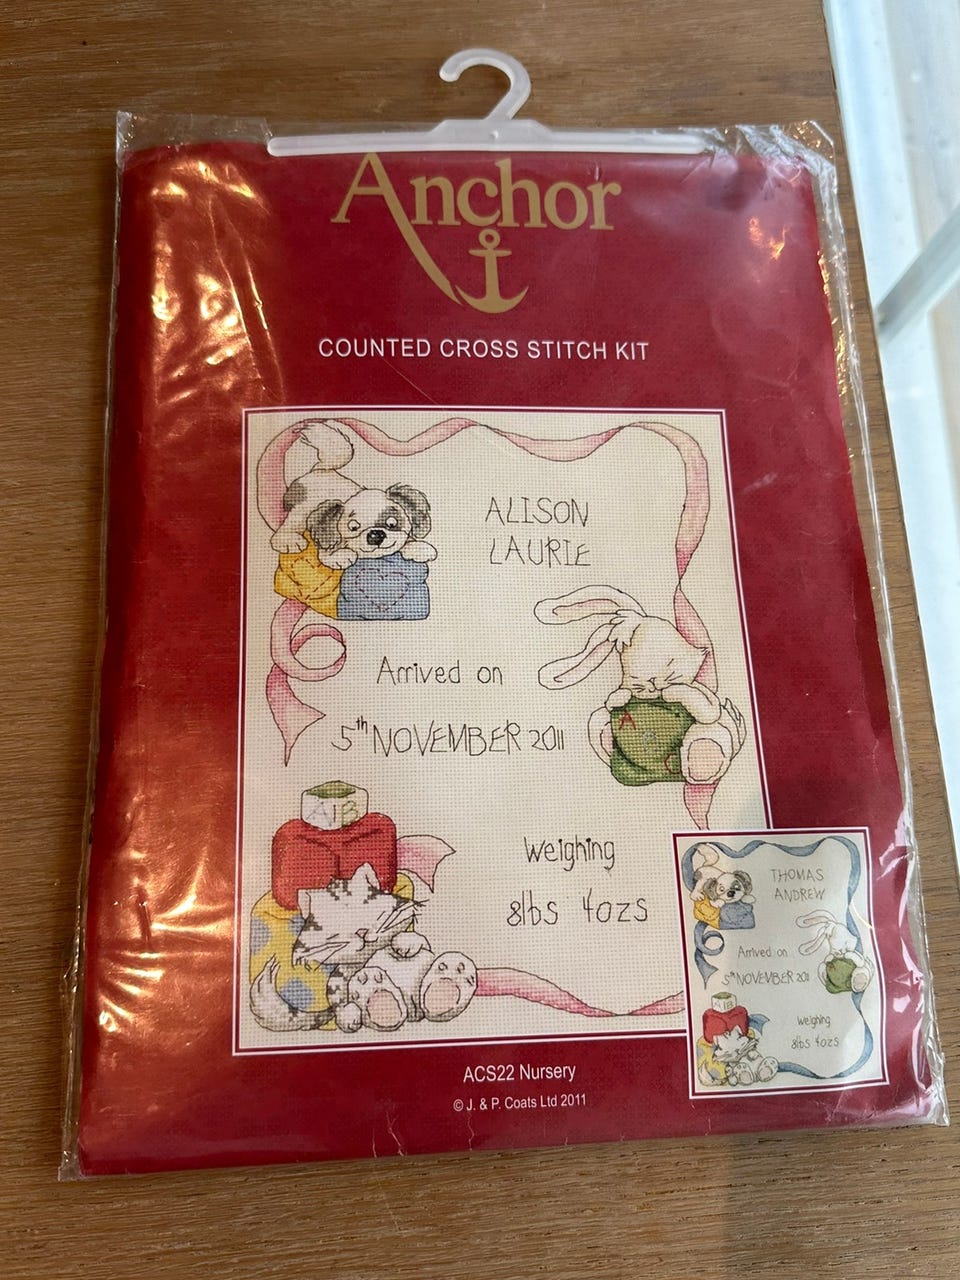 Anchor
COUNTED CROSS STITCH KIT
ALISON
LAURIE
Arrived on
5th NOVEMBER 2011
A B
A
C
Weighing
8lbs 4ozs
THOMAS
ANDREW
Arrived on
5th NOVEMBER 2011
Weighing
8lbs 4ozs
ACS22 Nursery
© J. & P. Coats Ltd 2011